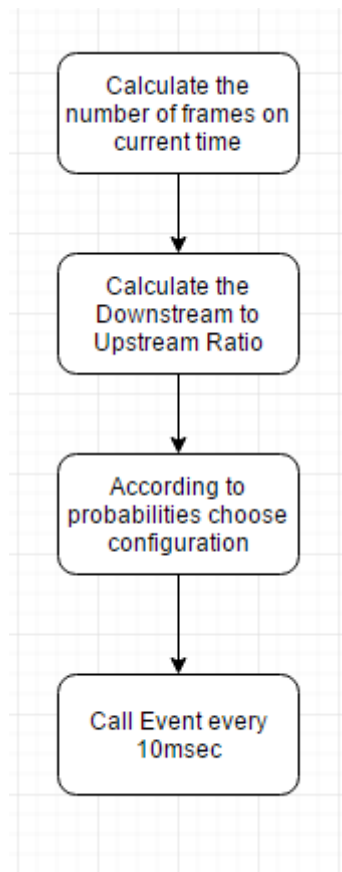 Calculate the
number of frames on
current time
Calculate the
Downstream to
Upstream Ratio
According to
probabilities choose
configuration
Call Event every
10msec